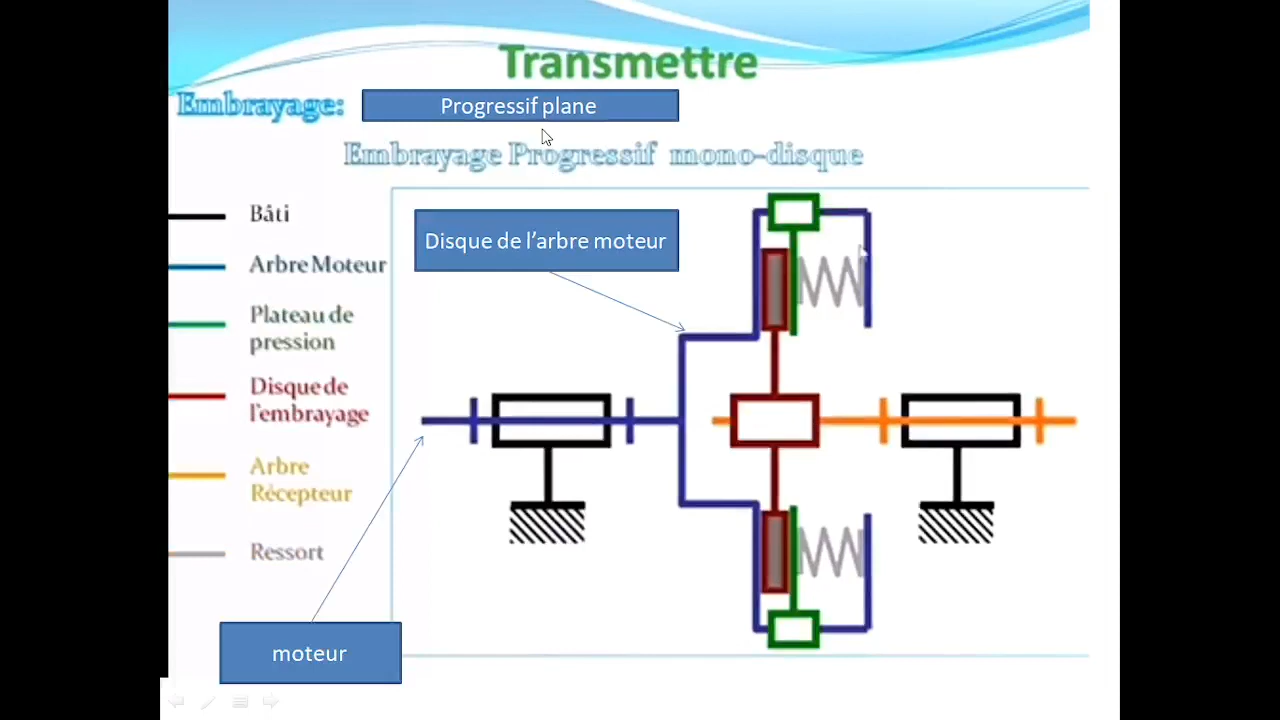 Transmettre
Embrayage:
Progressif plane
Embrayage Progressif mono-disque
Bâti
Arbre Moteur
Plateau de
pression
Disque de
l'embrayage
Arbre
Récepteur
Ressort
Disque de l’arbre moteur
moteur